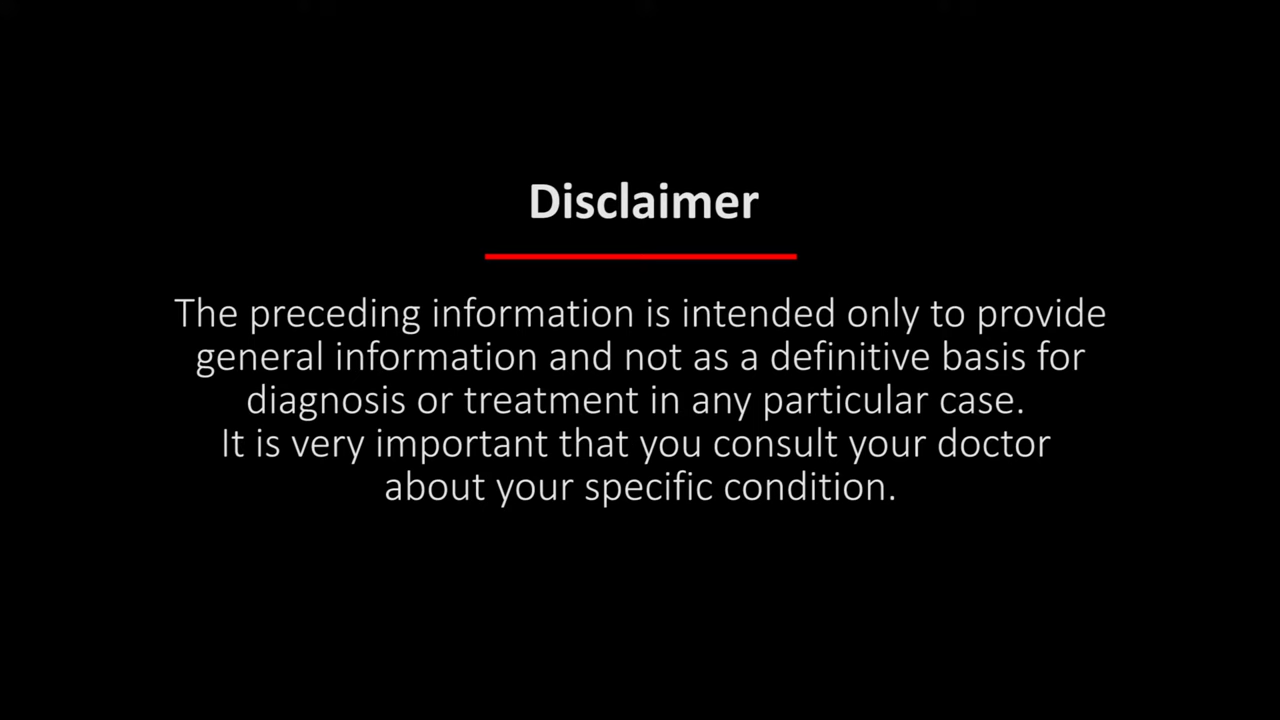 Disclaimer
The preceding information is intended only to provide
general information and not as a definitive basis for
diagnosis or treatment in any particular case.
It is very important that you consult your doctor
about your specific condition.